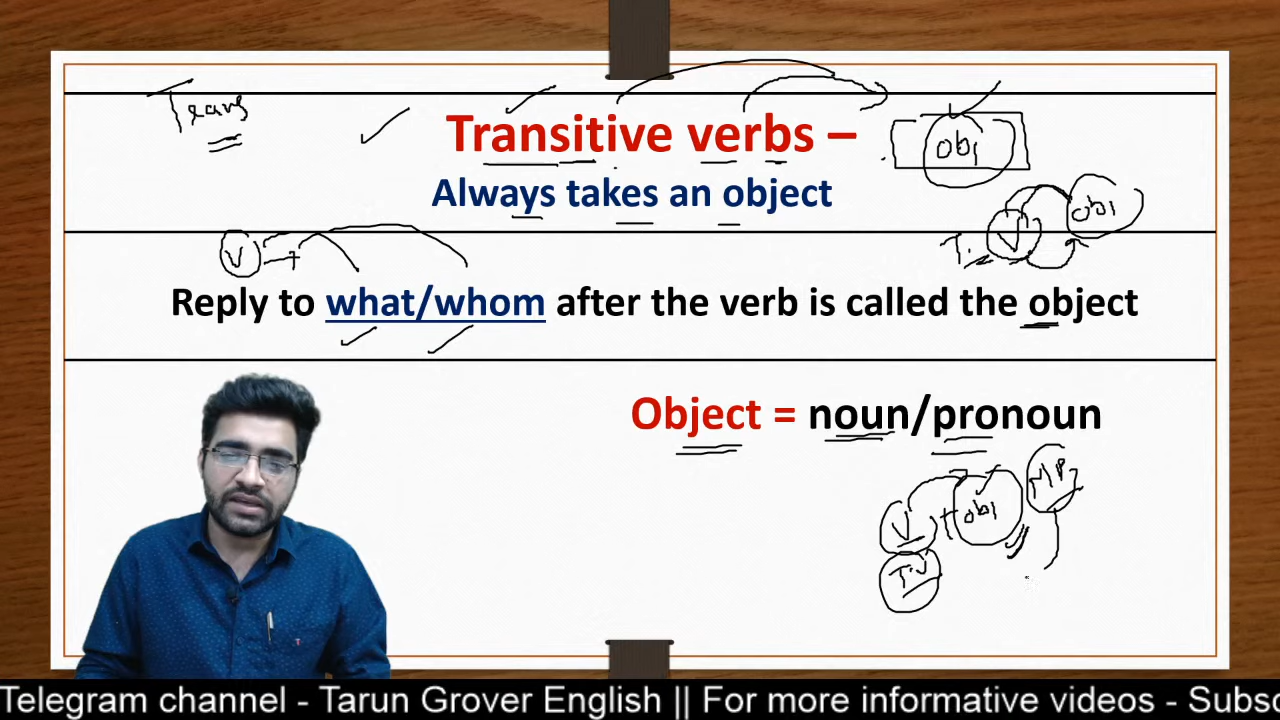 Trans
Transitive verbs –
obj
Always takes an object
obj
V
V +
Reply to what/whom after the verb is called the object
Object = noun/pronoun
V + obj
N/P
T.V
Telegram channel - Tarun Grover English || For more informative videos - Subsc